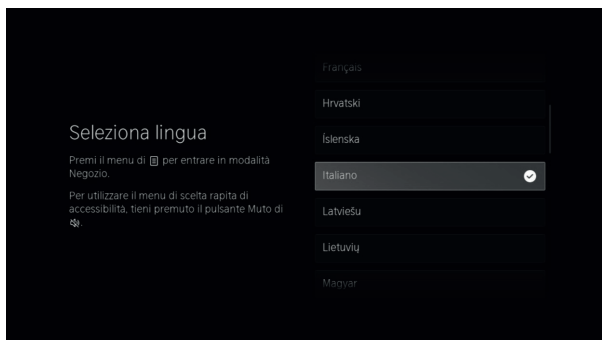 Seleziona lingua
Premi il menu di per entrare in modalità
Negozio.
Per utilizzare il menu di scelta rapida di
accessibilità, tieni premuto il pulsante Muto di
.
Français
Hrvatski
Íslenska
Italiano
Latviešu
Lietuvių
Magyar